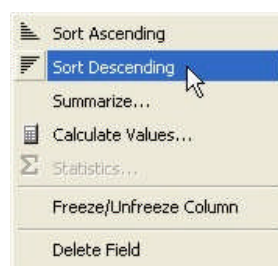 Sort Ascending
Sort Descending
Summarize...
Calculate Values...
Σ Statistics...
Freeze/Unfreeze Column
Delete Field